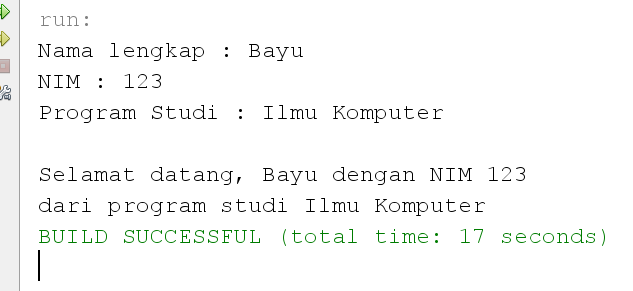 run:
Nama lengkap : Bayu
NIM : 123
Program Studi : Ilmu Komputer
Selamat datang, Bayu dengan NIM 123
dari program studi Ilmu Komputer
BUILD SUCCESSFUL (total time: 17 seconds)